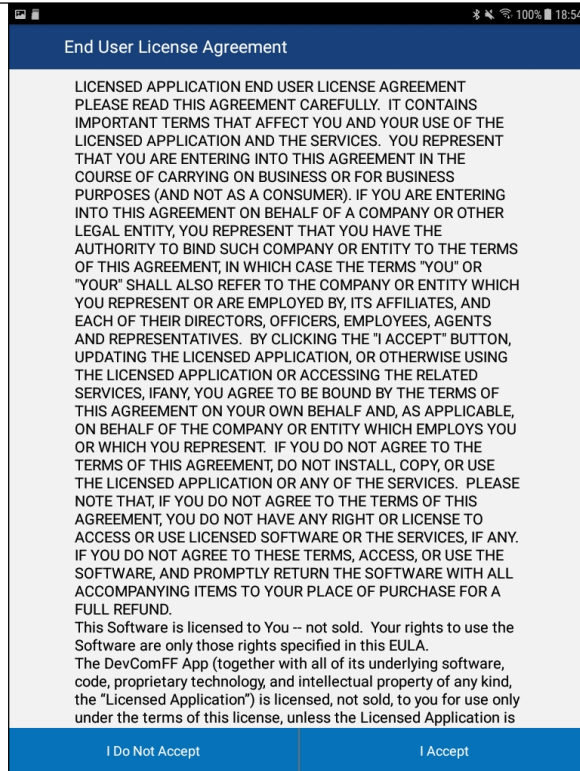 100% 18:54
End User License Agreement
LICENSED APPLICATION END USER LICENSE AGREEMENT
PLEASE READ THIS AGREEMENT CAREFULLY.  IT CONTAINS
IMPORTANT TERMS THAT AFFECT YOU AND YOUR USE OF THE
LICENSED APPLICATION AND THE SERVICES.  YOU REPRESENT
THAT YOU ARE ENTERING INTO THIS AGREEMENT IN THE
COURSE OF CARRYING ON BUSINESS OR FOR BUSINESS
PURPOSES (AND NOT AS A CONSUMER). IF YOU ARE ENTERING
INTO THIS AGREEMENT ON BEHALF OF A COMPANY OR OTHER
LEGAL ENTITY, YOU REPRESENT THAT YOU HAVE THE
AUTHORITY TO BIND SUCH COMPANY OR ENTITY TO THE TERMS
OF THIS AGREEMENT, IN WHICH CASE THE TERMS "YOU" OR
"YOUR" SHALL ALSO REFER TO THE COMPANY OR ENTITY WHICH
YOU REPRESENT OR ARE EMPLOYED BY, ITS AFFILIATES, AND
EACH OF THEIR DIRECTORS, OFFICERS, EMPLOYEES, AGENTS
AND REPRESENTATIVES.  BY CLICKING THE "I ACCEPT" BUTTON,
UPDATING THE LICENSED APPLICATION, OR OTHERWISE USING
THE LICENSED APPLICATION OR ACCESSING THE RELATED
SERVICES, IFANY, YOU AGREE TO BE BOUND BY THE TERMS OF
THIS AGREEMENT ON YOUR OWN BEHALF AND, AS APPLICABLE,
ON BEHALF OF THE COMPANY OR ENTITY WHICH EMPLOYS YOU
OR WHICH YOU REPRESENT.  IF YOU DO NOT AGREE TO THE
TERMS OF THIS AGREEMENT, DO NOT INSTALL, COPY, OR USE
THE LICENSED APPLICATION OR ANY OF THE SERVICES.  PLEASE
NOTE THAT, IF YOU DO NOT AGREE TO THE TERMS OF THIS
AGREEMENT, YOU DO NOT HAVE ANY RIGHT OR LICENSE TO
ACCESS OR USE LICENSED SOFTWARE OR THE SERVICES, IF ANY.
IF YOU DO NOT AGREE TO THESE TERMS, ACCESS, OR USE THE
SOFTWARE, AND PROMPTLY RETURN THE SOFTWARE WITH ALL
ACCOMPANYING ITEMS TO YOUR PLACE OF PURCHASE FOR A
FULL REFUND.
This Software is licensed to You -- not sold.  Your rights to use the
Software are only those rights specified in this EULA.
The DevComFF App (together with all of its underlying software,
code, proprietary technology, and intellectual property of any kind,
the “Licensed Application”) is licensed, not sold, to you for use only
under the terms of this license, unless the Licensed Application is
I Do Not Accept
I Accept